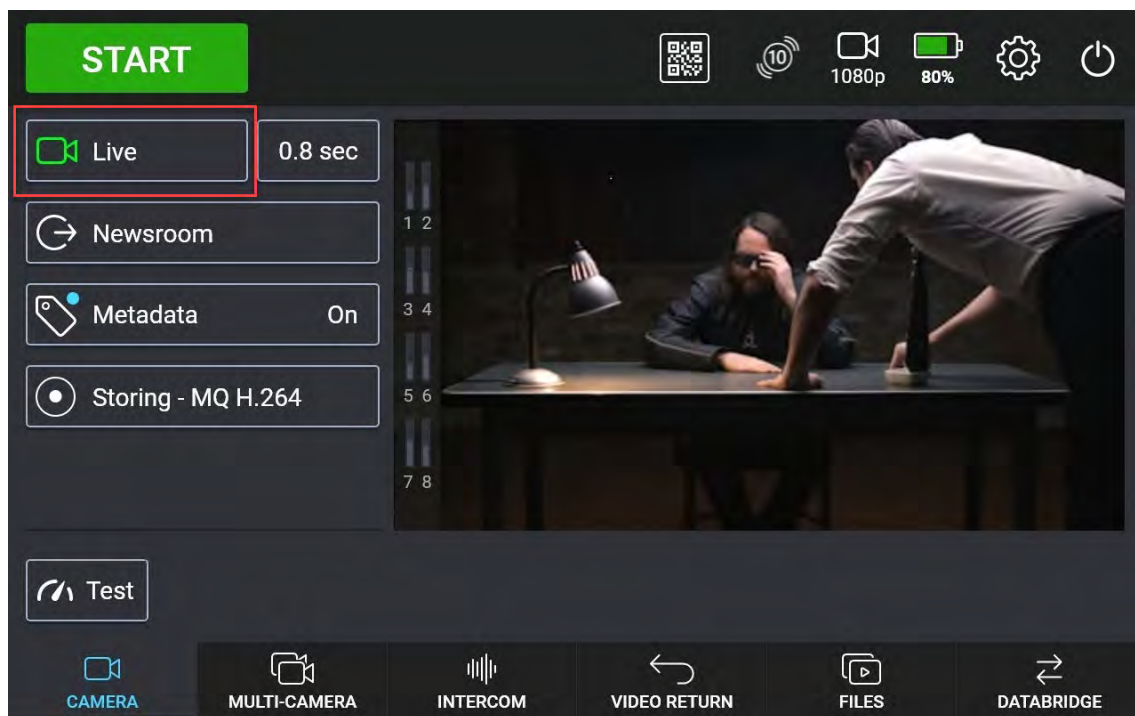 START
10
1080p
80%
Live
0.8 sec
Newsroom
Metadata On
Storing - MQ H.264
1 2
3 4
5 6
7 8
Test
CAMERA
MULTI-CAMERA
INTERCOM
VIDEO RETURN
FILES
DATABRIDGE